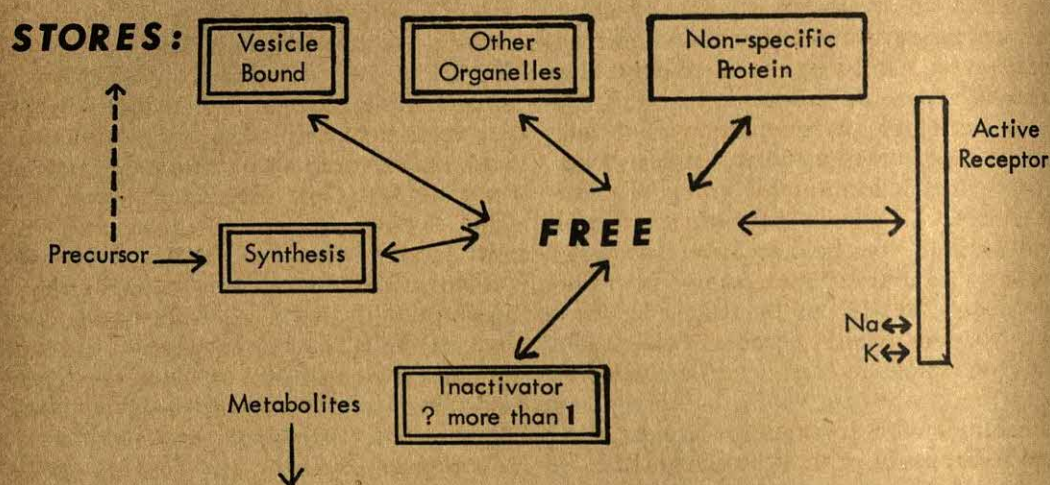 STORES:
Vesicle
Bound
Other
Organelles
Non-specific
Protein
Active
Receptor
FREE
Precursor
Synthesis
Na
K
Inactivator
? more than 1
Metabolites